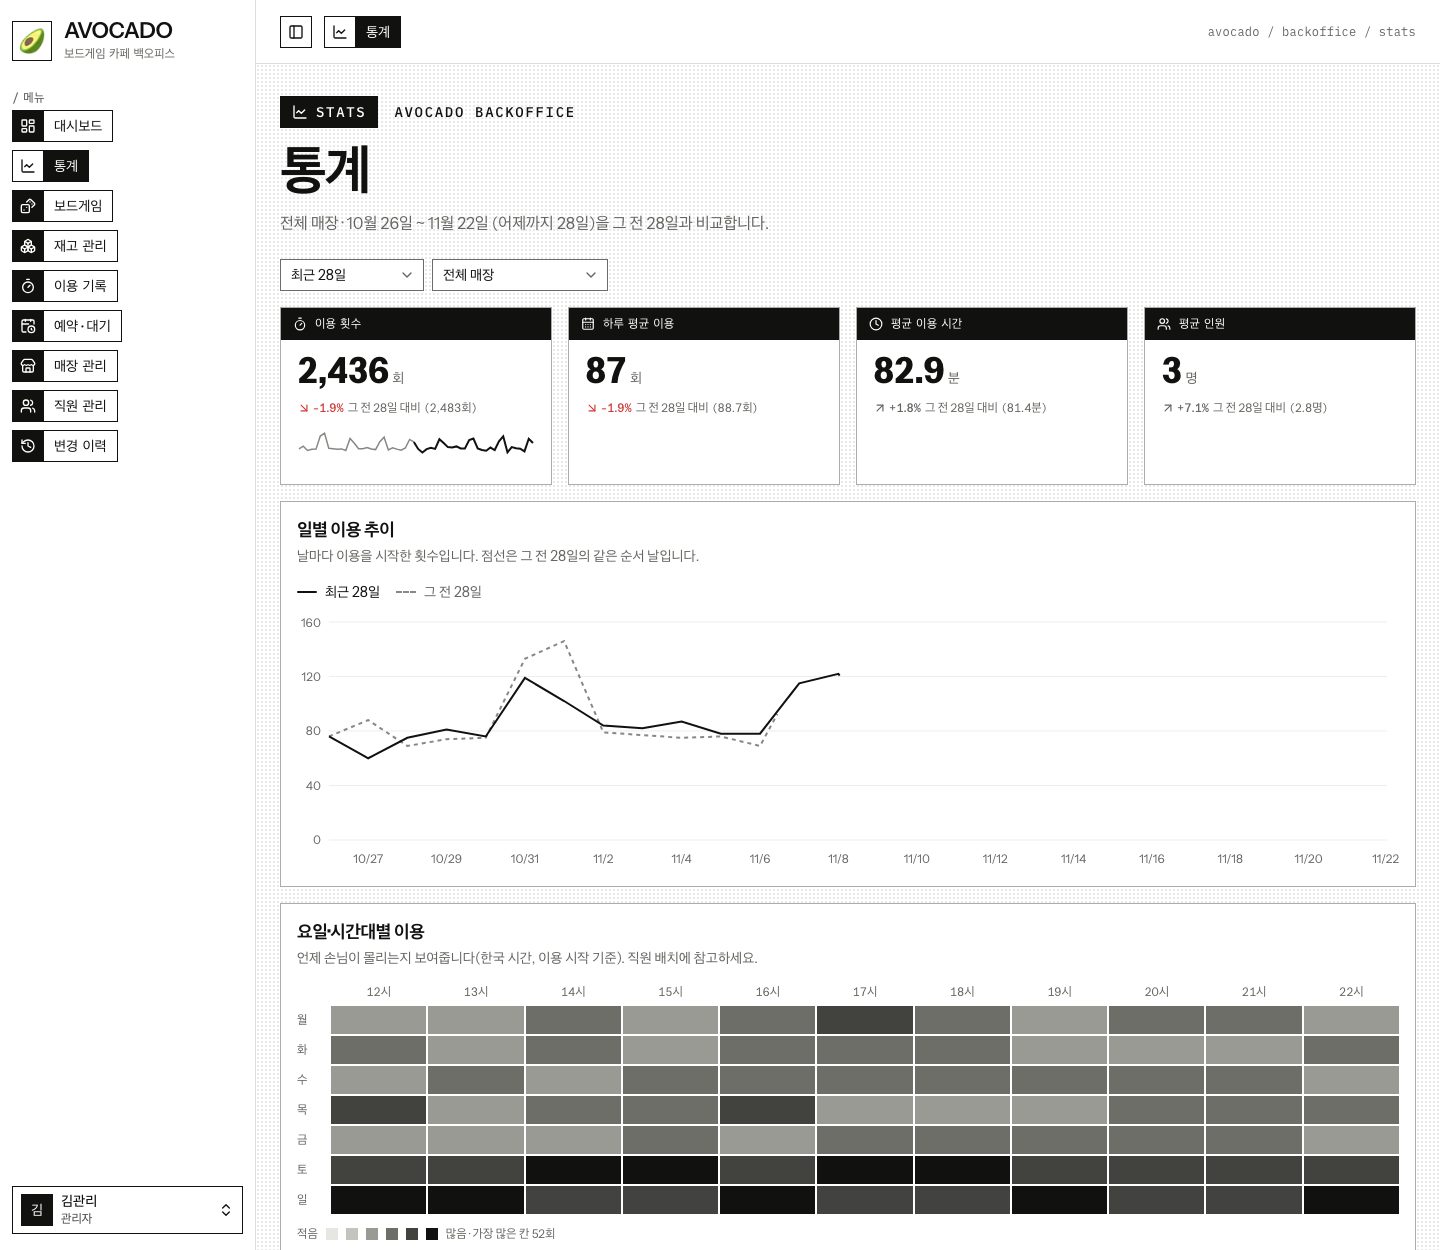 AVOCADO
보드게임 카페 백오피스
/ 메뉴
대시보드
통계
보드게임
재고 관리
이용 기록
예약·대기
매장 관리
직원 관리
변경 이력
김
김관리
관리자
통계
avocado / backoffice / stats
STATS
AVOCADO BACKOFFICE
통계
전체 매장 · 10월 26일 ~ 11월 22일 (어제까지 28일)을 그 전 28일과 비교합니다.
최근 28일
전체 매장
이용 횟수
2,436 회
-1.9% 그 전 28일 대비 (2,483회)
하루 평균 이용
87 회
-1.9% 그 전 28일 대비 (88.7회)
평균 이용 시간
82.9 분
+1.8% 그 전 28일 대비 (81.4분)
평균 인원
3 명
+7.1% 그 전 28일 대비 (2.8명)
일별 이용 추이
날마다 이용을 시작한 횟수입니다. 점선은 그 전 28일의 같은 순서 날입니다.
최근 28일 그 전 28일
160
120
80
40
0
10/27 10/29 10/31 11/2 11/4 11/6 11/8 11/10 11/12 11/14 11/16 11/18 11/20 11/22
요일·시간대별 이용
언제 손님이 몰리는지 보여줍니다(한국 시간, 이용 시작 기준). 직원 배치에 참고하세요.
12시 13시 14시 15시 16시 17시 18시 19시 20시 21시 22시
월
화
수
목
금
토
일
적음 많음 · 가장 많은 칸 52회